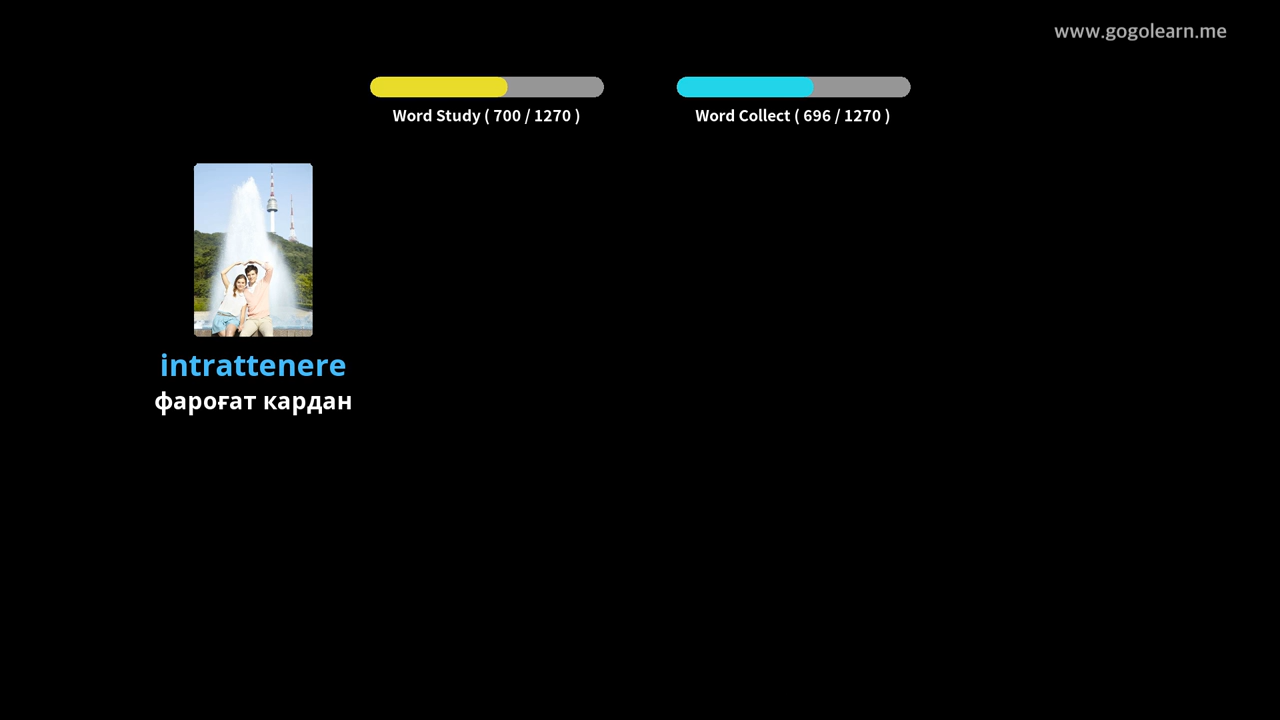 www.gogolearn.me
Word Study ( 700 / 1270 )
Word Collect ( 696 / 1270 )
intrattenere
фароғат кардан